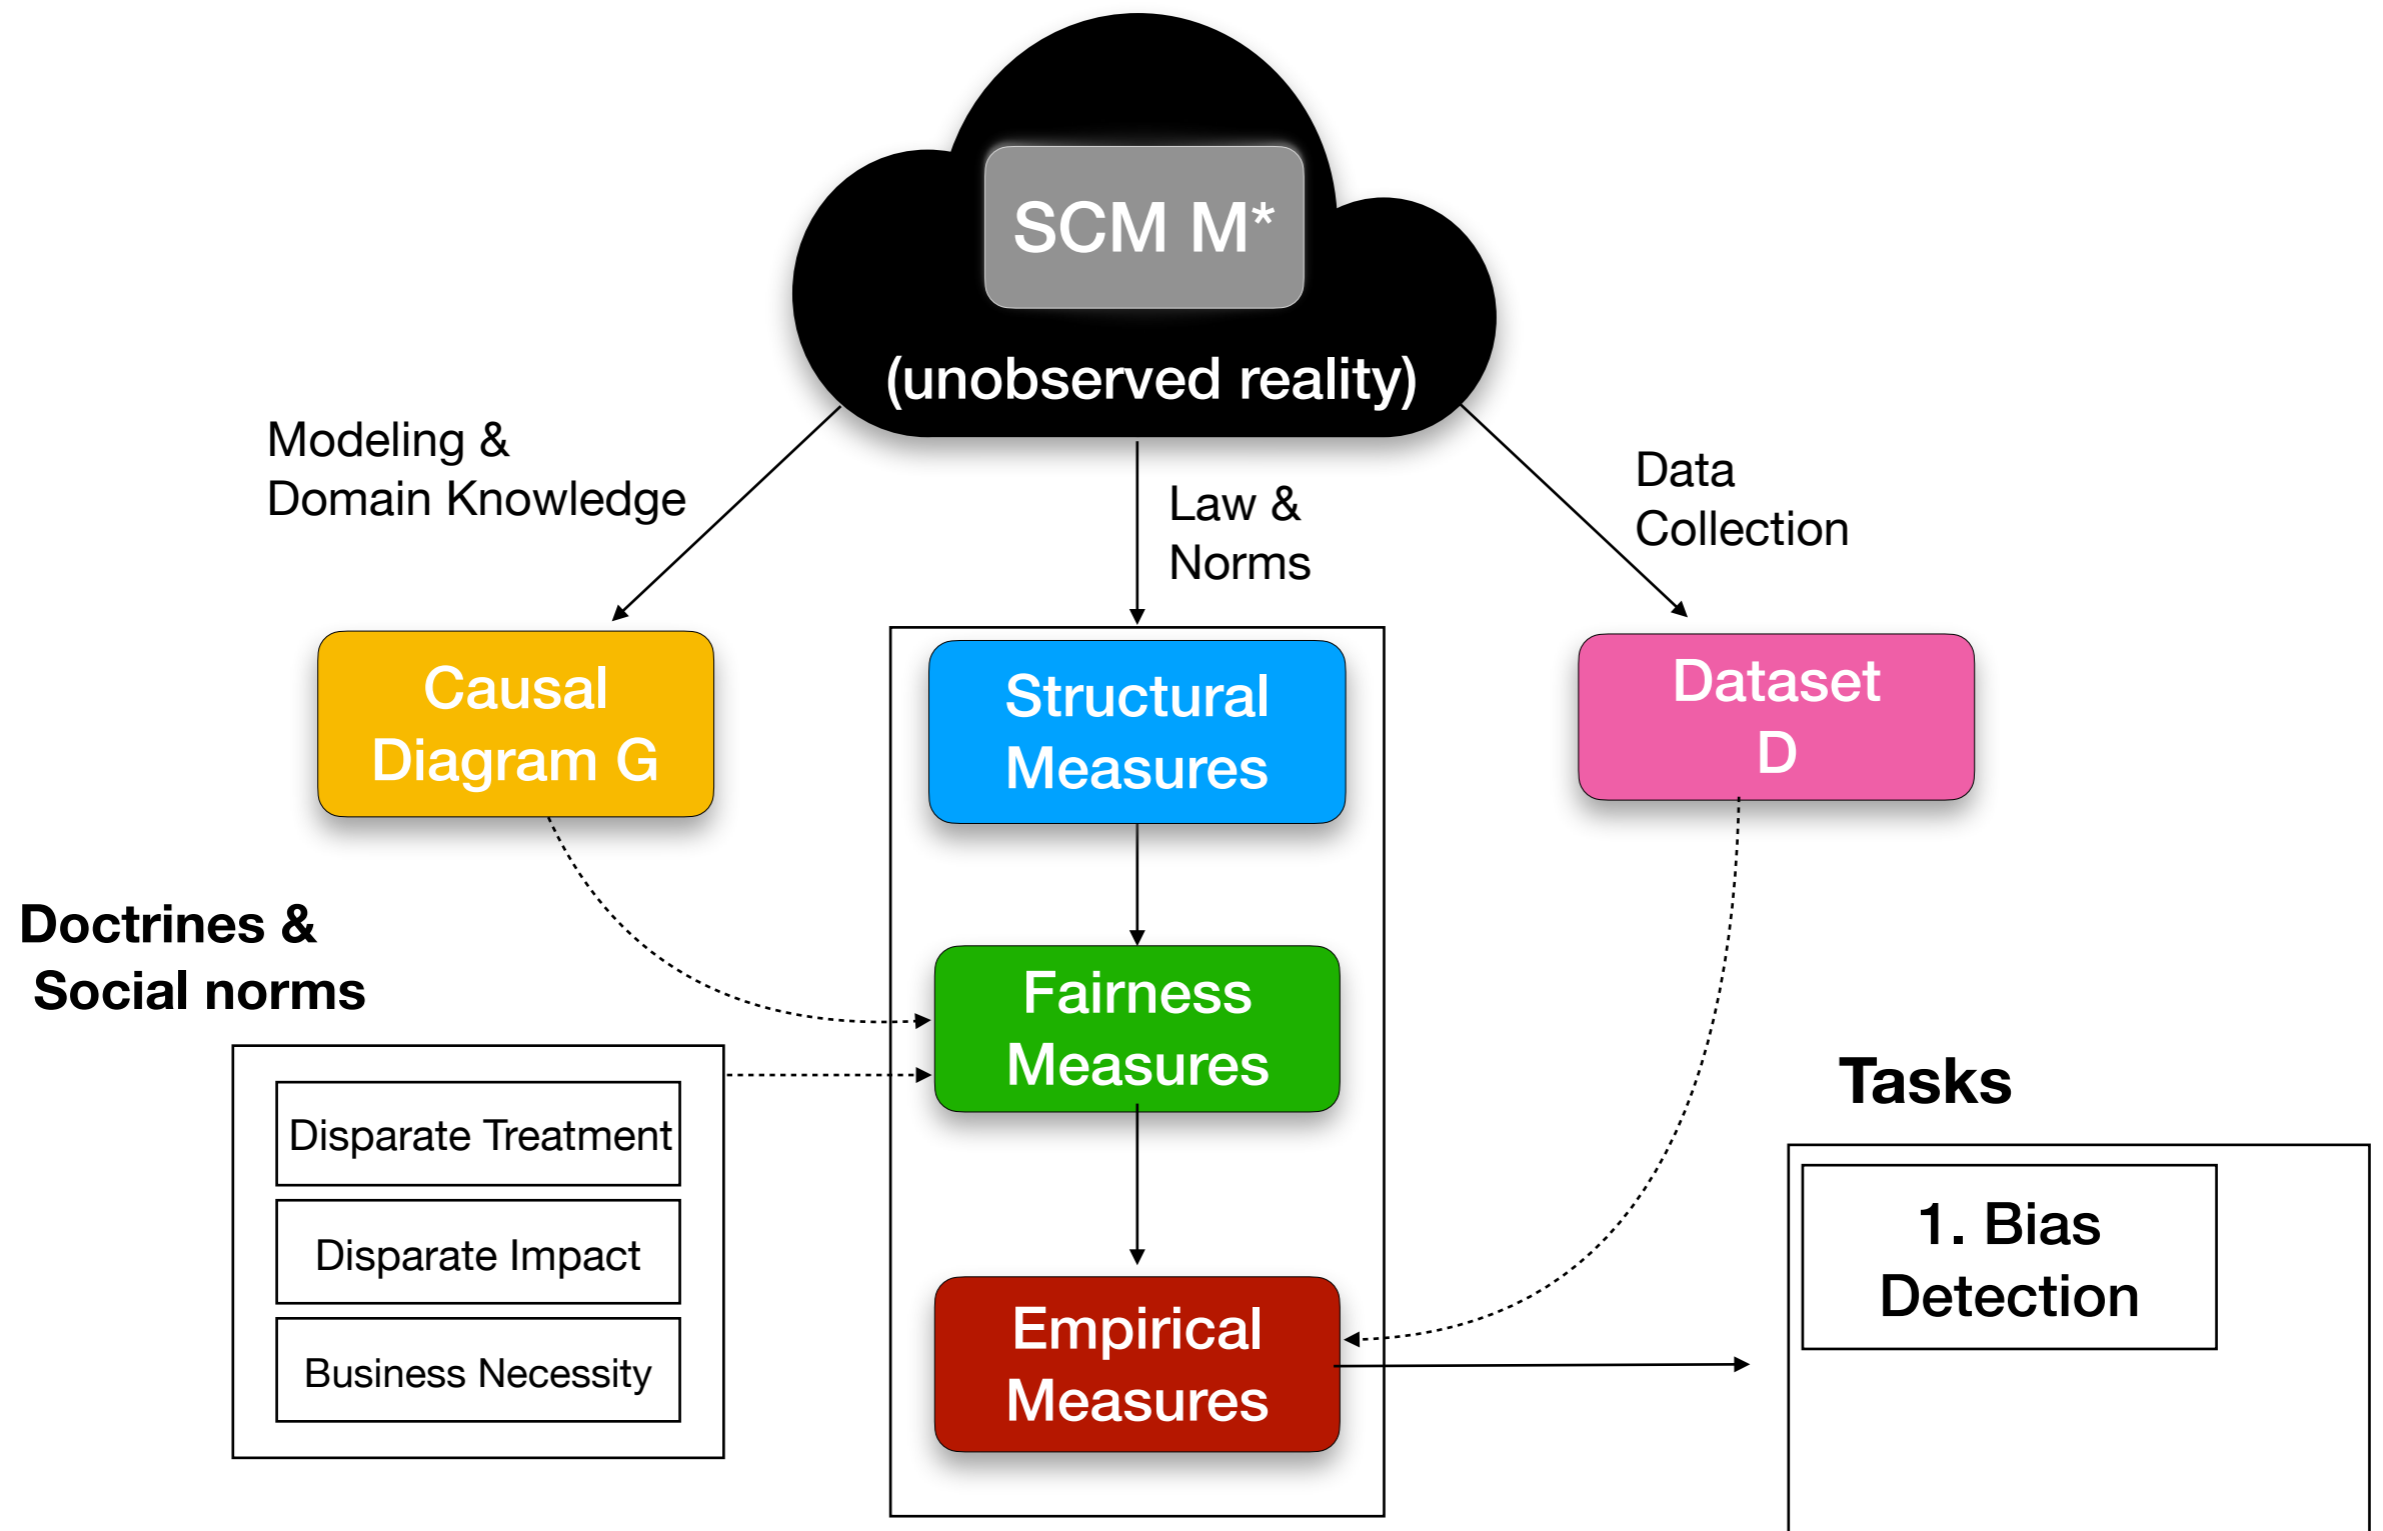 SCM M*
(unobserved reality)
Modeling &
Domain Knowledge
Law &
Norms
Data
Collection
Causal
Diagram G
Structural
Measures
Dataset
D
Doctrines &
Social norms
Fairness
Measures
Disparate Treatment
Disparate Impact
Business Necessity
Empirical
Measures
Tasks
1. Bias
Detection